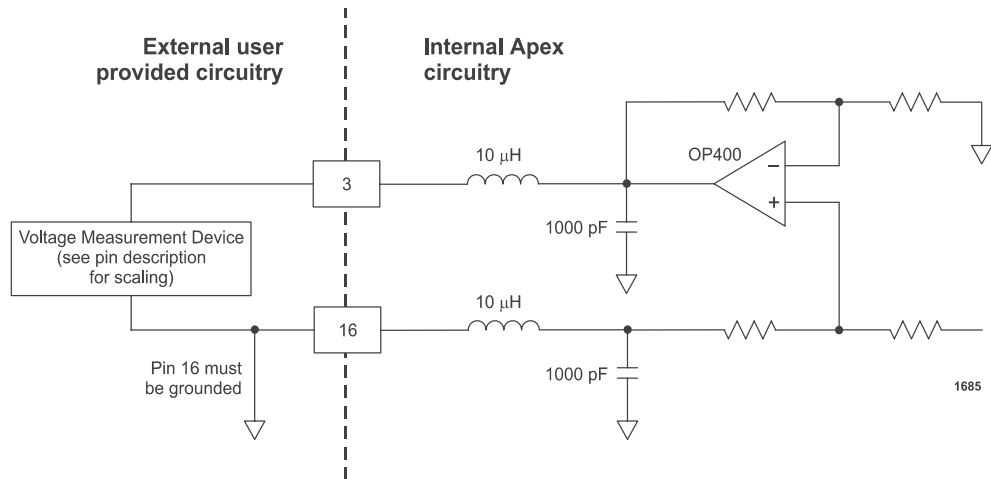 External user
provided circuitry
Internal Apex
circuitry
OP400
10 μH
3
–
+
1000 pF
Voltage Measurement Device
(see pin description
for scaling)
10 μH
16
Pin 16 must
be grounded
1000 pF
1685